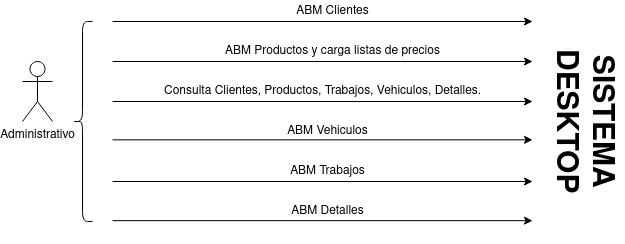 ABM Clientes
ABM Productos y carga listas de precios
Consulta Clientes, Productos, Trabajos, Vehiculos, Detalles.
Administrativo
ABM Vehiculos
ABM Trabajos
ABM Detalles
SISTEMA
DESKTOP